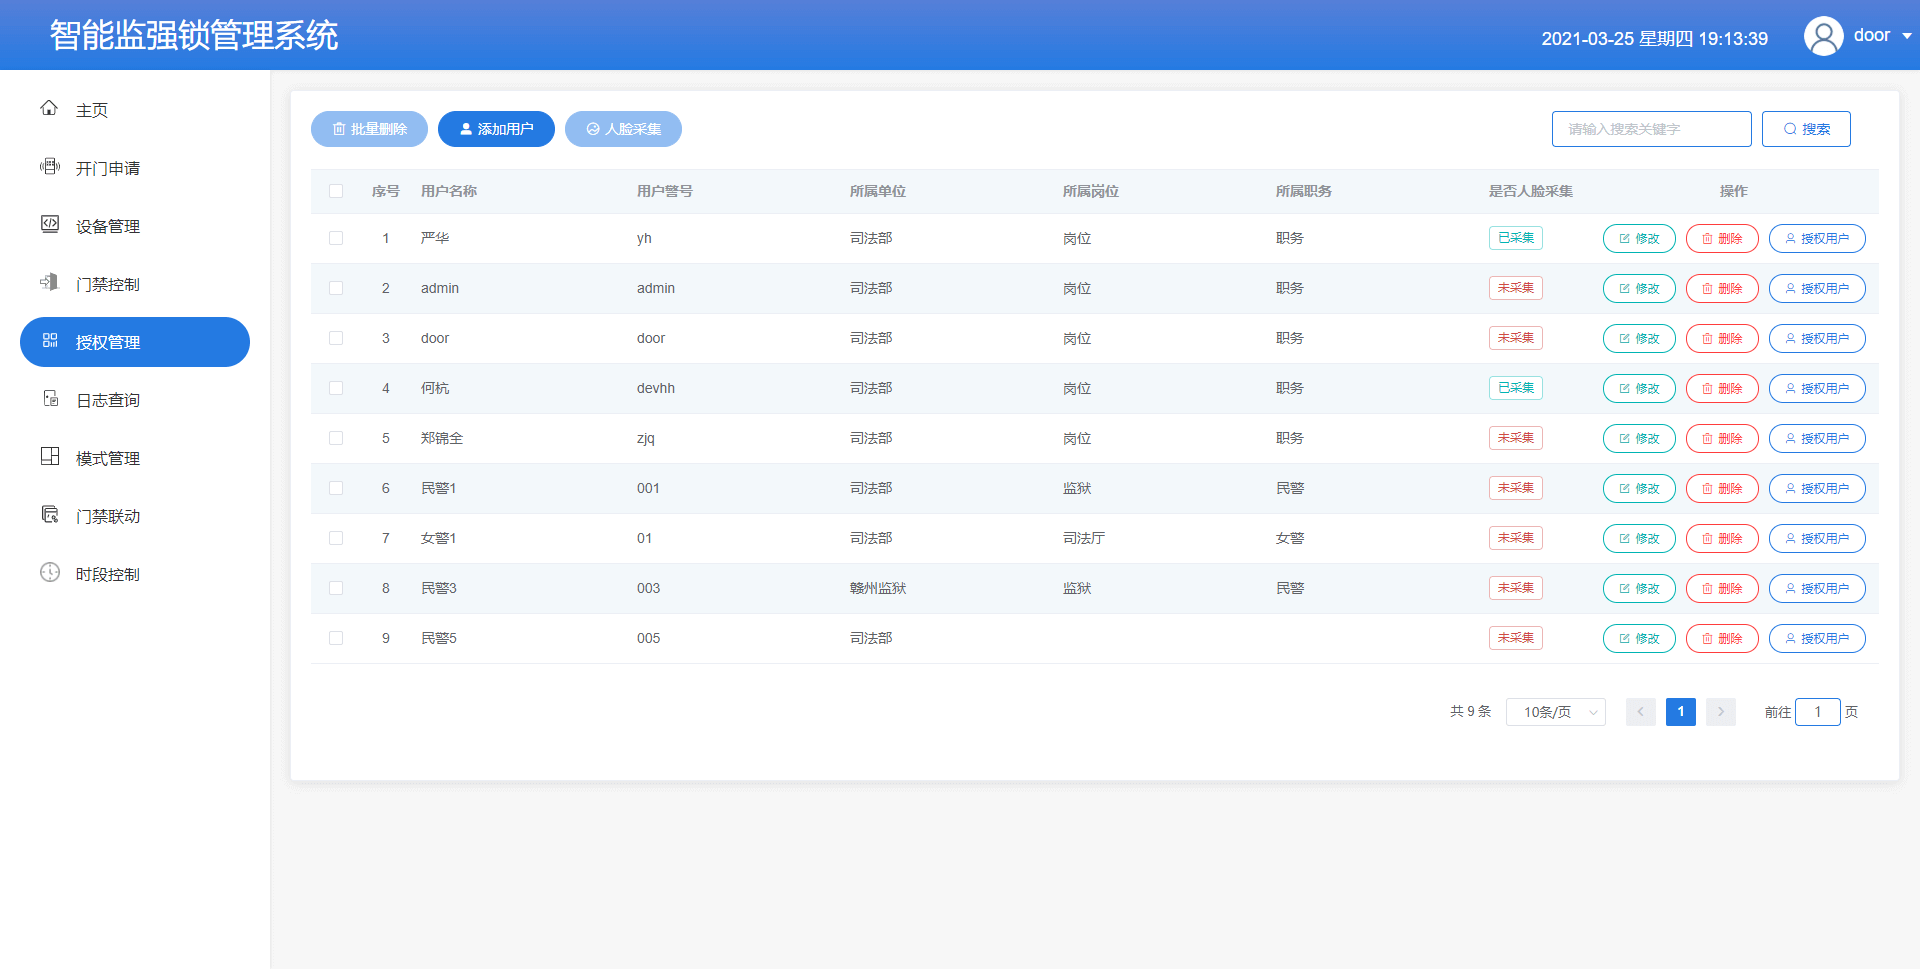 智能监强锁管理系统
2021-03-25 星期四 19:13:39
door
主页
开门申请
设备管理
门禁控制
授权管理
日志查询
模式管理
门禁联动
时段控制
批量删除 添加用户 人脸采集 请输入搜索关键字 搜索
序号 用户名称 用户警号 所属单位 所属岗位 所属职务 是否人脸采集 操作
1 严华 yh 司法部 岗位 职务 已采集 修改 删除 授权用户
2 admin admin 司法部 岗位 职务 未采集 修改 删除 授权用户
3 door door 司法部 岗位 职务 未采集 修改 删除 授权用户
4 何杭 devhh 司法部 岗位 职务 已采集 修改 删除 授权用户
5 郑锦全 zjq 司法部 岗位 职务 未采集 修改 删除 授权用户
6 民警1 001 司法部 监狱 民警 未采集 修改 删除 授权用户
7 女警1 01 司法部 司法厅 女警 未采集 修改 删除 授权用户
8 民警3 003 赣州监狱 监狱 民警 未采集 修改 删除 授权用户
9 民警5 005 司法部 未采集 修改 删除 授权用户
共 9 条 10条/页 1 前往 1 页